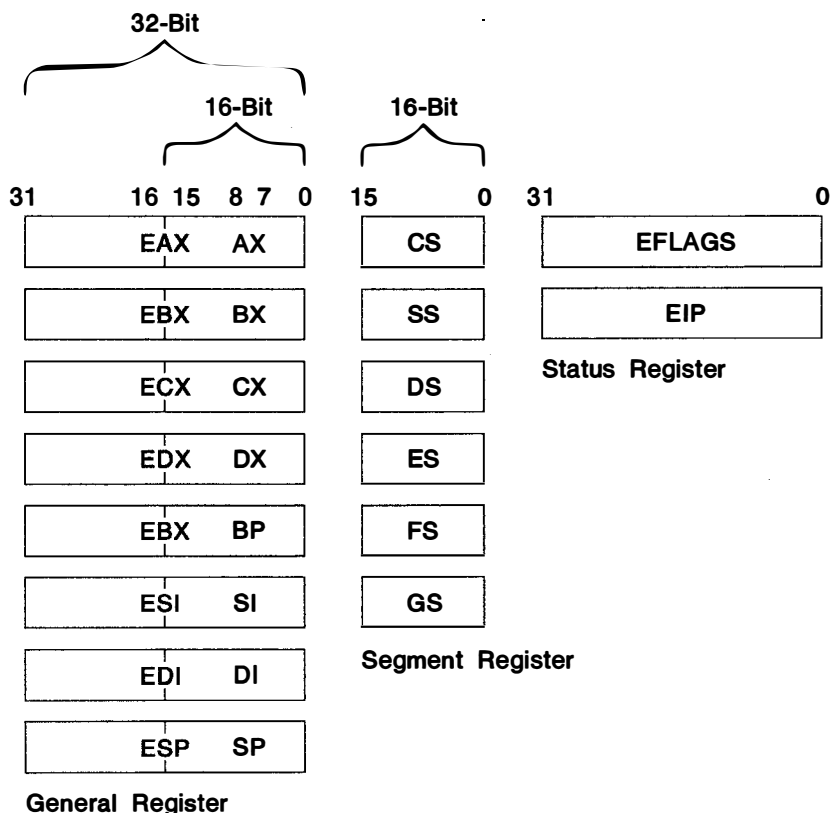 32-Bit
16-Bit 16-Bit
31 16 15 8 7 0 15 0 31 0
EAX AX CS EFLAGS
EBX BX SS EIP
Status Register
ECX CX DS
EDX DX ES
EBX BP FS
ESI SI GS
Segment Register
EDI DI
ESP SP
General Register